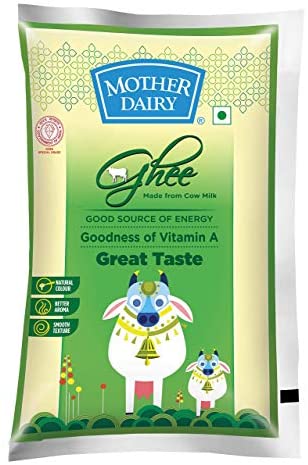 MOTHER
DAIRY
®
Ghee
Made from Cow Milk
GOOD SOURCE OF ENERGY
Goodness of Vitamin A
Great Taste
NATURAL
COLOUR
BETTER
AROMA
SMOOTH
TEXTURE